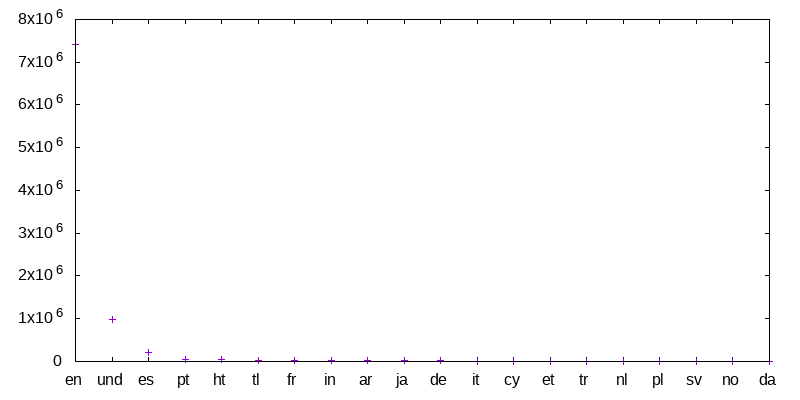 8x10 6
7x10 6
6x10 6
5x10 6
4x10 6
3x10 6
2x10 6
1x10 6
0
en und es pt ht tl fr in ar ja de it cy et tr nl pl sv no da